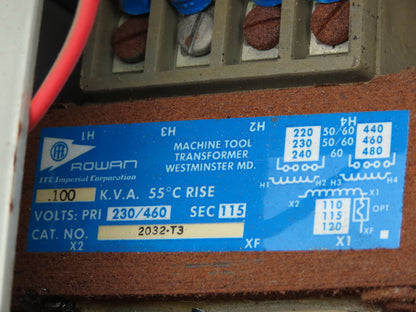 H1 H3 H2 H4
ITE
ROWAN
ITE Imperial Corporation
MACHINE TOOL
TRANSFORMER
WESTMINSTER MD.
.100 K.V.A. 55°C RISE
VOLTS: PRI 230/460 SEC 115
CAT. NO. 2032-T3
X2 XF X1
220 50/60 440
230 50/60 460
240 60 480
H1 H2 H3 H4
X2 X1
110
115
120
OPT
XF